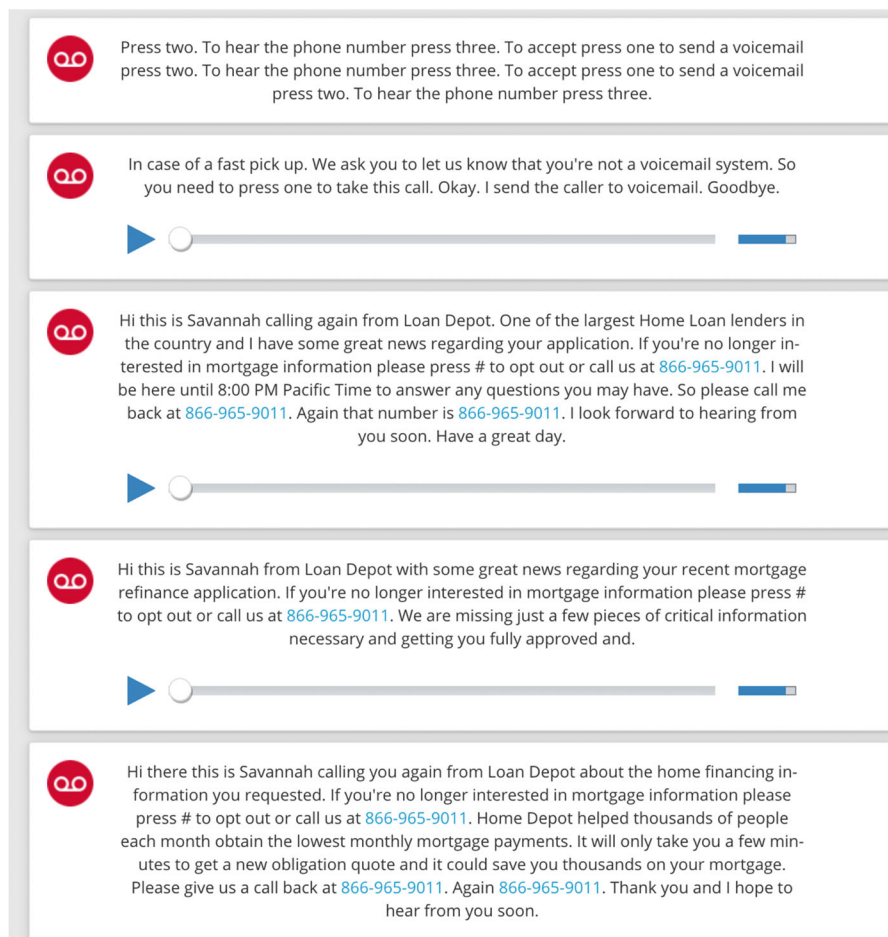 Press two. To hear the phone number press three. To accept press one to send a voicemail
press two. To hear the phone number press three. To accept press one to send a voicemail
press two. To hear the phone number press three.
In case of a fast pick up. We ask you to let us know that you're not a voicemail system. So
you need to press one to take this call. Okay. I send the caller to voicemail. Goodbye.
Hi this is Savannah calling again from Loan Depot. One of the largest Home Loan lenders in
the country and I have some great news regarding your application. If you're no longer in-
terested in mortgage information please press # to opt out or call us at 866-965-9011. I will
be here until 8:00 PM Pacific Time to answer any questions you may have. So please call me
back at 866-965-9011. Again that number is 866-965-9011. I look forward to hearing from
you soon. Have a great day.
Hi this is Savannah from Loan Depot with some great news regarding your recent mortgage
refinance application. If you're no longer interested in mortgage information please press #
to opt out or call us at 866-965-9011. We are missing just a few pieces of critical information
necessary and getting you fully approved and.
Hi there this is Savannah calling you again from Loan Depot about the home financing in-
formation you requested. If you're no longer interested in mortgage information please
press # to opt out or call us at 866-965-9011. Home Depot helped thousands of people
each month obtain the lowest monthly mortgage payments. It will only take you a few min-
utes to get a new obligation quote and it could save you thousands on your mortgage.
Please give us a call back at 866-965-9011. Again 866-965-9011. Thank you and I hope to
hear from you soon.